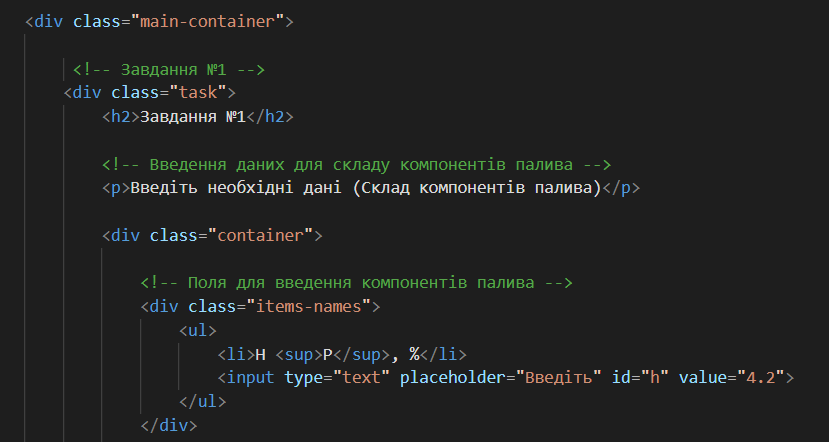 <div class="main-container">
<!-- Завдання №1 -->
<div class="task">
<h2>Завдання №1</h2>
<!-- Введення даних для складу компонентів палива -->
<p>Введіть необхідні дані (Склад компонентів палива)</p>
<div class="container">
<!-- Поля для введення компонентів палива -->
<div class="items-names">
<ul>
<li>H <sup>P</sup>, %</li>
<input type="text" placeholder="Введіть" id="h" value="4.2">
</ul>
</div>